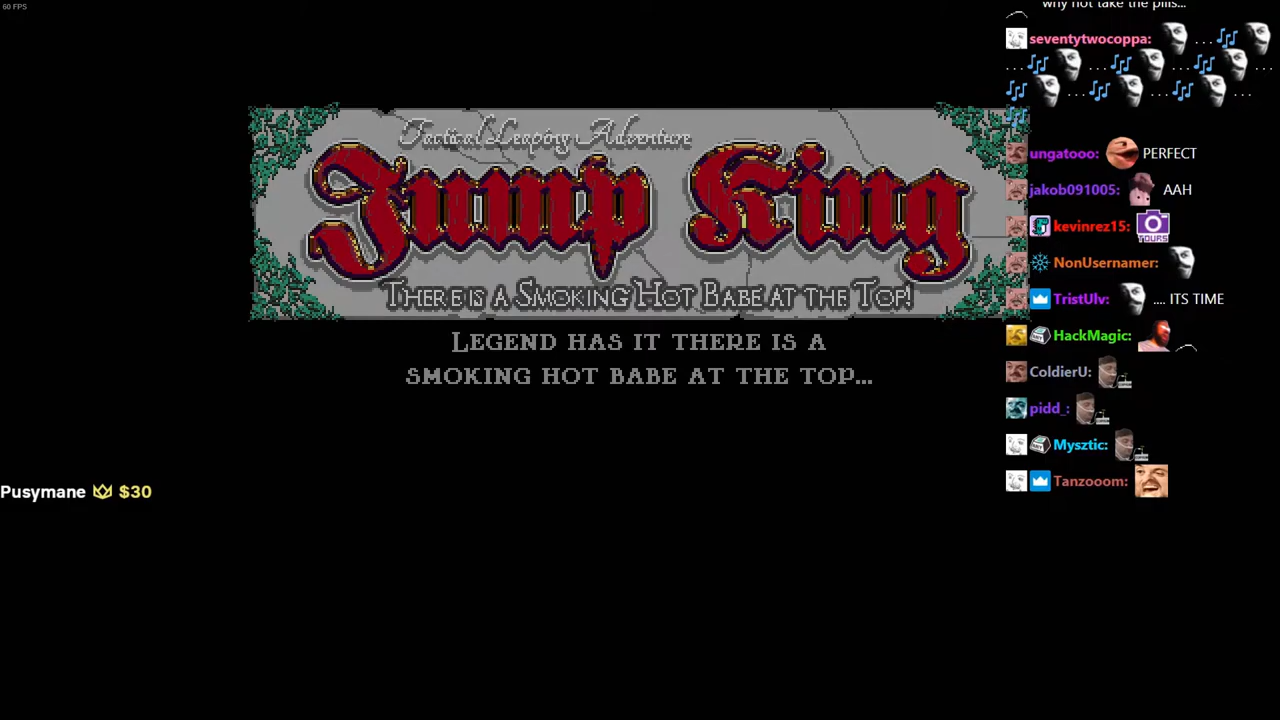 60 FPS
why not take the pills...
seventytwocoppa: ...
... ... ... ...
... ... ...
Tactical Leaping Adventure
Jump King
There is a Smoking Hot Babe at the Top!
Legend has it there is a
smoking hot babe at the top...
ungatooo: PERFECT
jakob091005: AAH
kevinrez15: TOURS
NonUsernamer:
TristUlv: .... ITS TIME
HackMagic:
ColdierU:
pidd_:
Mysztic:
Tanzooom:
Pusymane $30